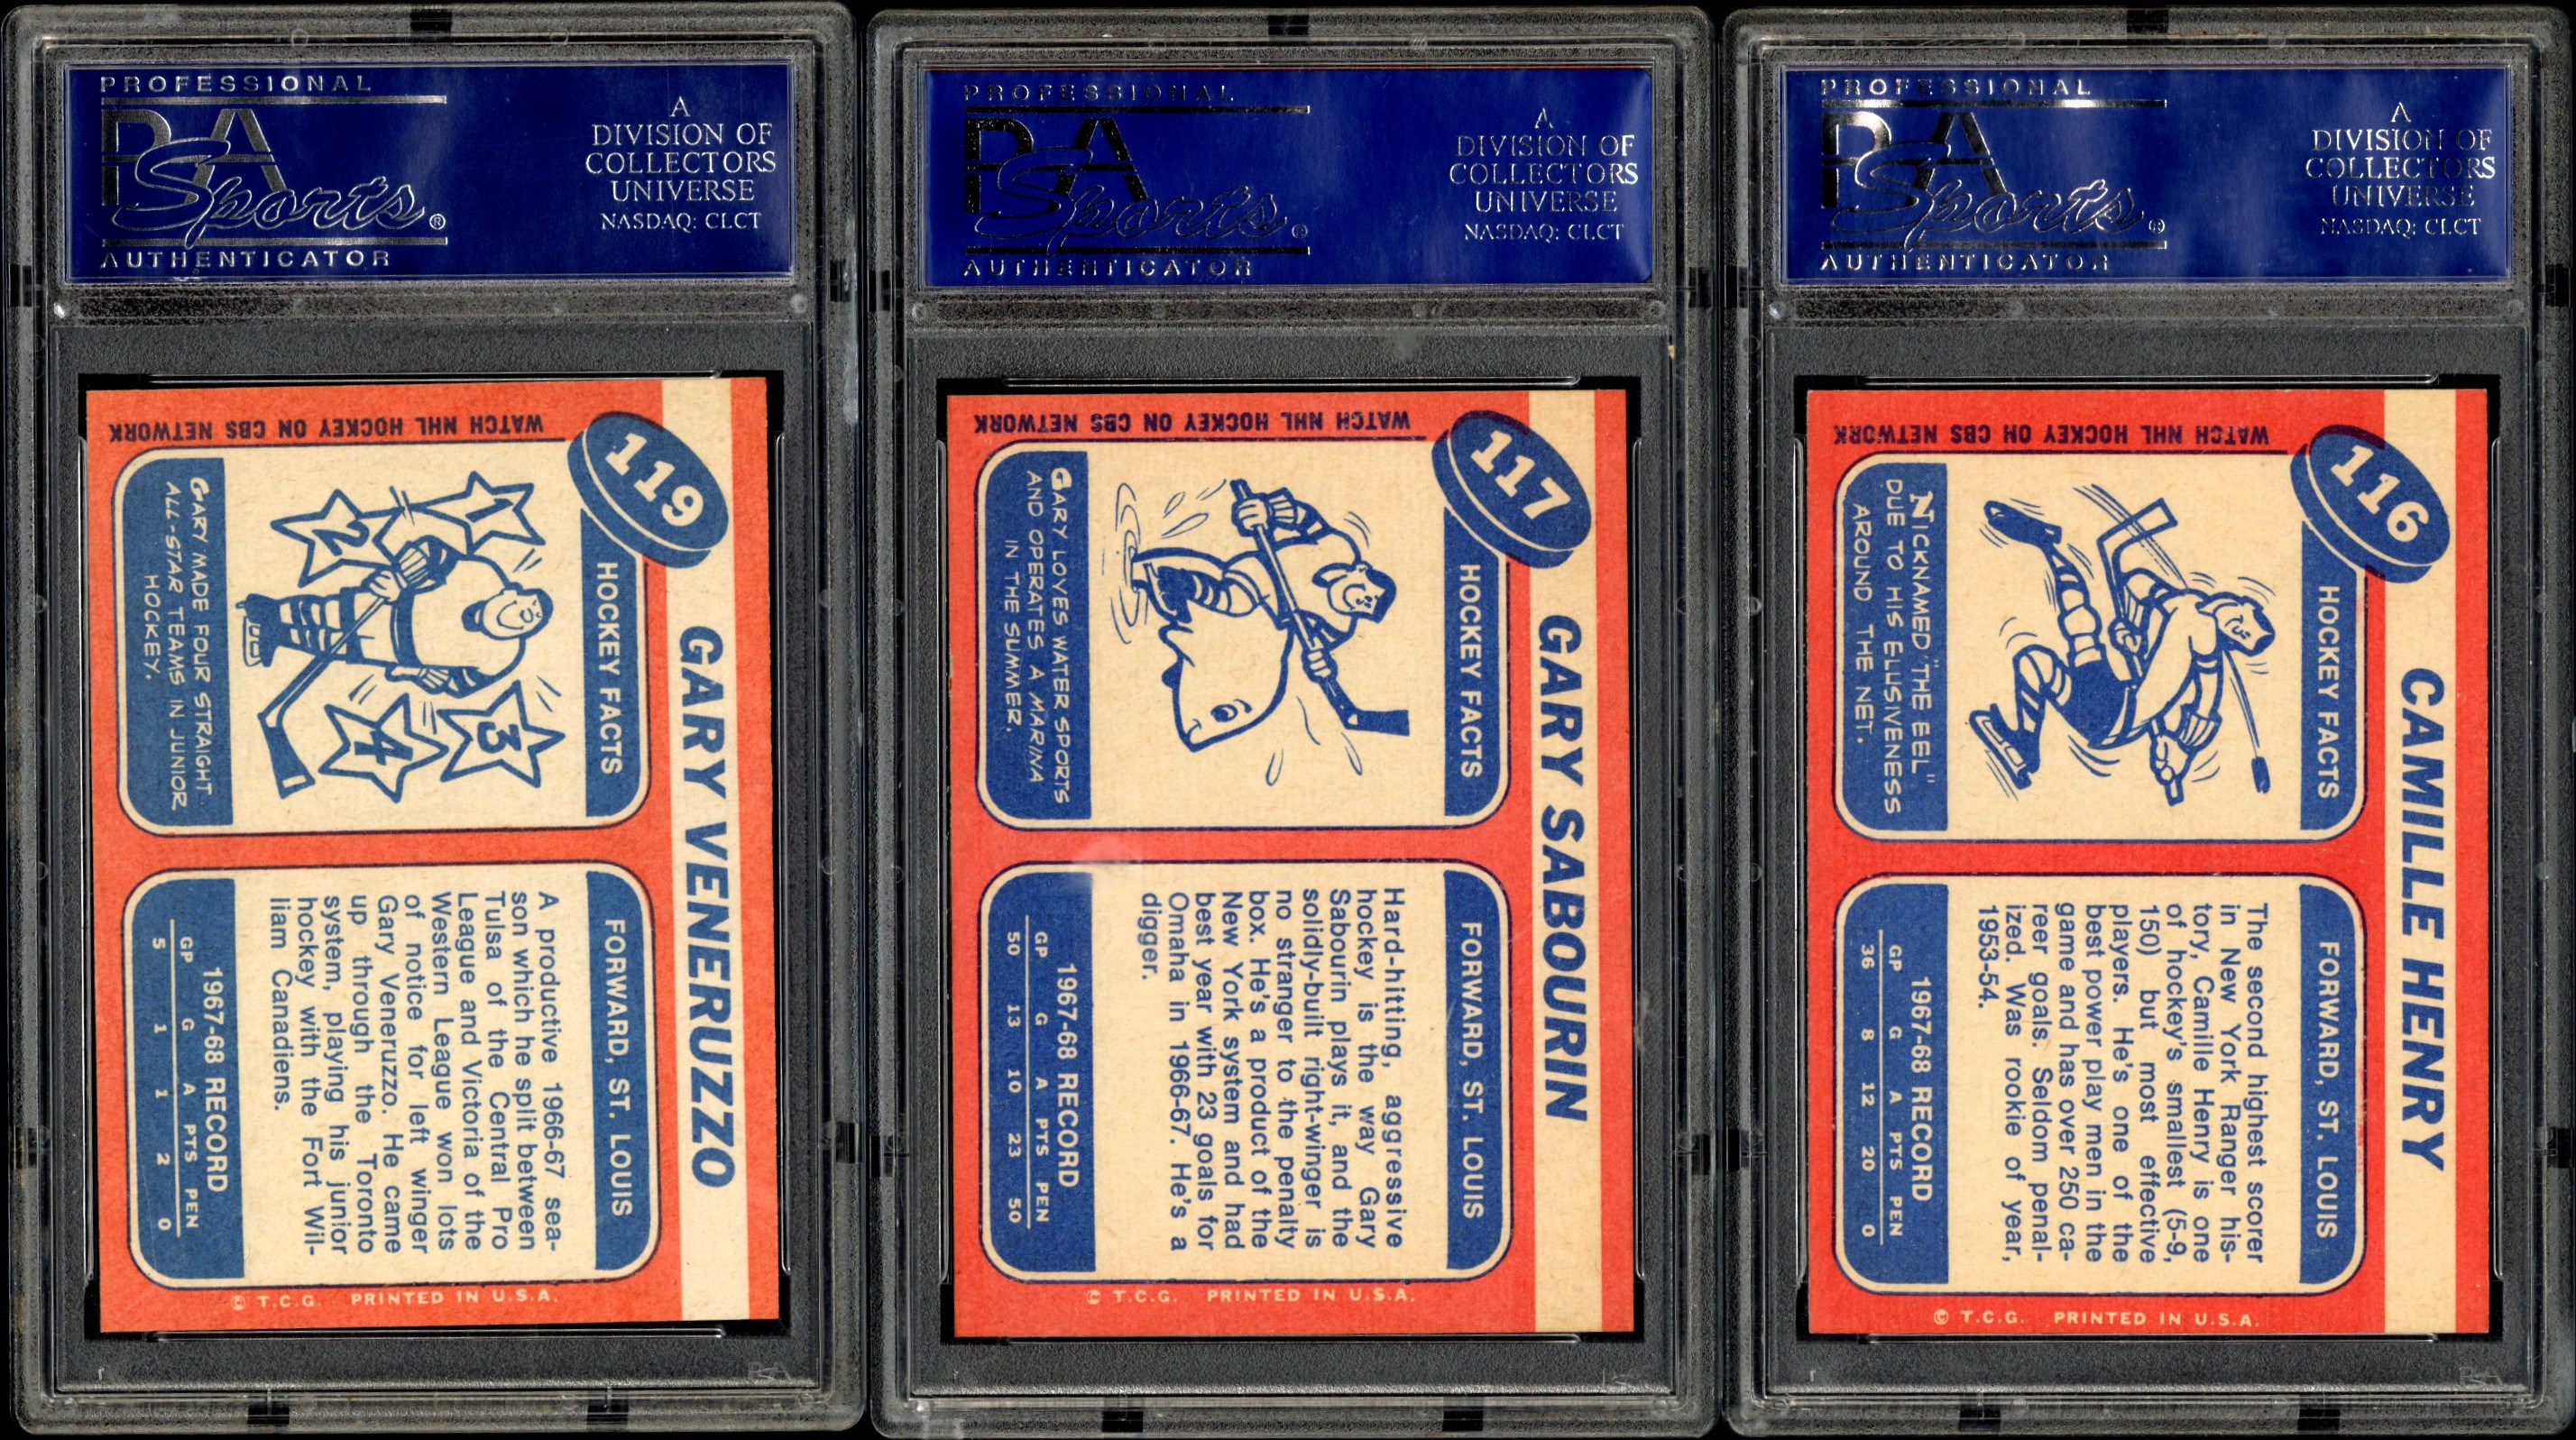 PROFESSIONAL
PSA
Sports®
AUTHENTICATOR
A
DIVISION OF
COLLECTORS
UNIVERSE
NASDAQ: CLCT
WATCH NHL HOCKEY ON CBS NETWORK
119
GARY VENERUZZO
HOCKEY FACTS
1
2
3
4
GARY MADE FOUR STRAIGHT
ALL-STAR TEAMS IN JUNIOR
HOCKEY.
FORWARD, ST. LOUIS
A productive 1966-67 sea-
son which he split between
Tulsa of the Central Pro
League and Victoria of the
Western League won lots
of notice for left winger
Gary Veneruzzo. He came
up through the Toronto
system, playing his junior
hockey with the Fort Wil-
liam Canadiens.
1967-68 RECORD
GP G A PTS PEN
5 1 1 2 0
© T.C.G. PRINTED IN U.S.A.
PROFESSIONAL
PSA
Sports®
AUTHENTICATOR
A
DIVISION OF
COLLECTORS
UNIVERSE
NASDAQ: CLCT
WATCH NHL HOCKEY ON CBS NETWORK
117
GARY SABOURIN
HOCKEY FACTS
GARY LOVES WATER SPORTS
AND OPERATES A MARINA
IN THE SUMMER.
FORWARD, ST. LOUIS
Hard-hitting, aggressive
hockey is the way Gary
Sabourin plays it, and the
solidly-built right-winger is
no stranger to the penalty
box. He's a product of the
New York system and had
best year with 23 goals for
Omaha in 1966-67. He's a
digger.
1967-68 RECORD
GP G A PTS PEN
50 13 10 23 50
© T.C.G. PRINTED IN U.S.A.
PROFESSIONAL
PSA
Sports®
AUTHENTICATOR
A
DIVISION OF
COLLECTORS
UNIVERSE
NASDAQ: CLCT
WATCH NHL HOCKEY ON CBS NETWORK
116
CAMILLE HENRY
HOCKEY FACTS
NICKNAMED "THE EEL"
DUE TO HIS ELUSIVENESS
AROUND THE NET.
FORWARD, ST. LOUIS
The second highest scorer
in New York Ranger his-
tory, Camille Henry is one
of hockey's smallest (5-9,
150) but most effective
players. He's one of the
best power play men in the
game and has over 250 ca-
reer goals. Seldom penal-
ized. Was rookie of year,
1953-54.
1967-68 RECORD
GP G A PTS PEN
36 8 12 20 0
© T.C.G. PRINTED IN U.S.A.